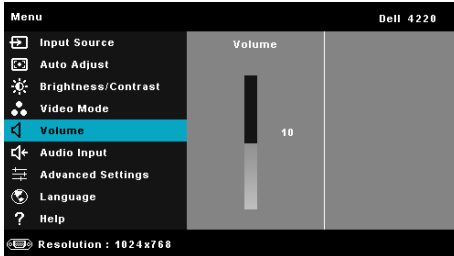 Menu Dell 4220
Input Source Volume
Auto Adjust
Brightness/Contrast
Video Mode
Volume 10
Audio Input
Advanced Settings
Language
? Help
Resolution : 1024x768